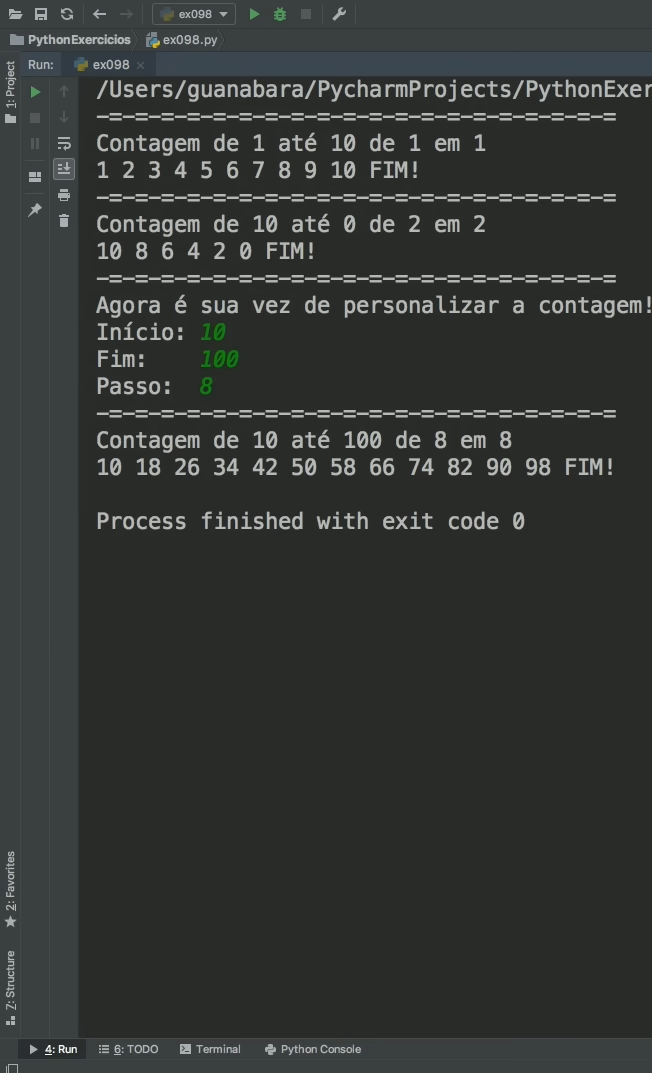 ex098
PythonExercicios
ex098.py
1: Project
Run:
ex098
/Users/guanabara/PycharmProjects/PythonExer
-=-=-=-=-=-=-=-=-=-=-=-=-=-=-=-=-=-=-=-=
Contagem de 1 até 10 de 1 em 1
1 2 3 4 5 6 7 8 9 10 FIM!
-=-=-=-=-=-=-=-=-=-=-=-=-=-=-=-=-=-=-=-=
Contagem de 10 até 0 de 2 em 2
10 8 6 4 2 0 FIM!
-=-=-=-=-=-=-=-=-=-=-=-=-=-=-=-=-=-=-=-=
Agora é sua vez de personalizar a contagem!
Início: 10
Fim:    100
Passo:  8
-=-=-=-=-=-=-=-=-=-=-=-=-=-=-=-=-=-=-=-=
Contagem de 10 até 100 de 8 em 8
10 18 26 34 42 50 58 66 74 82 90 98 FIM!
Process finished with exit code 0
2: Favorites
Z: Structure
4: Run
6: TODO
Terminal
Python Console